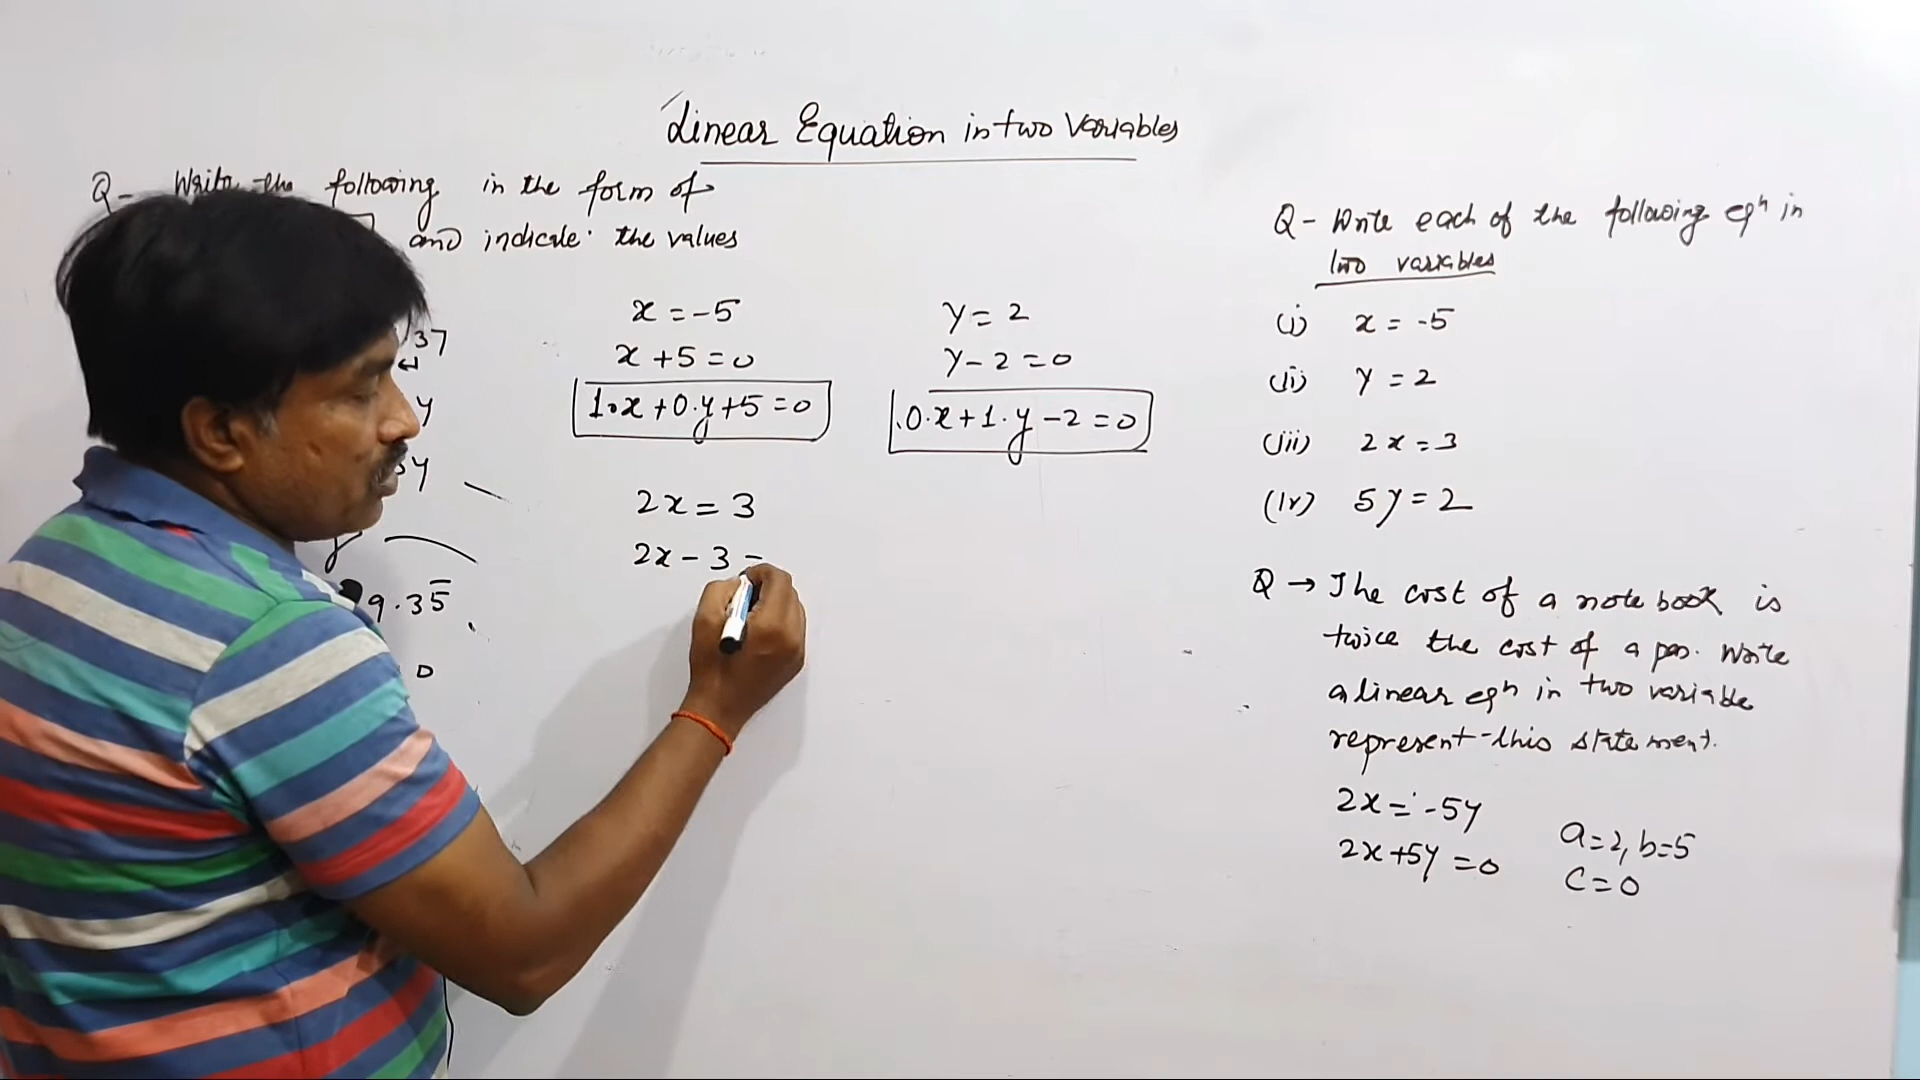 Linear Equation in two Variables
Q- Write the following in the form of
and indicate the values
37
y
5y
9.35
0
x = -5
x + 5 = 0
1.x + 0.y + 5 = 0
y = 2
y - 2 = 0
.0.x + 1.y - 2 = 0
2x = 3
2x - 3 -
Q- Write each of the following eqn in
two variables
(i) x = -5
(ii) y = 2
(iii) 2x = 3
(iv) 5y = 2
Q → The cost of a note book is
twice the cost of a pen. Write
a linear eqn in two variable
represent this statement.
2x = -5y
2x + 5y = 0
a = 2, b = 5
c = 0